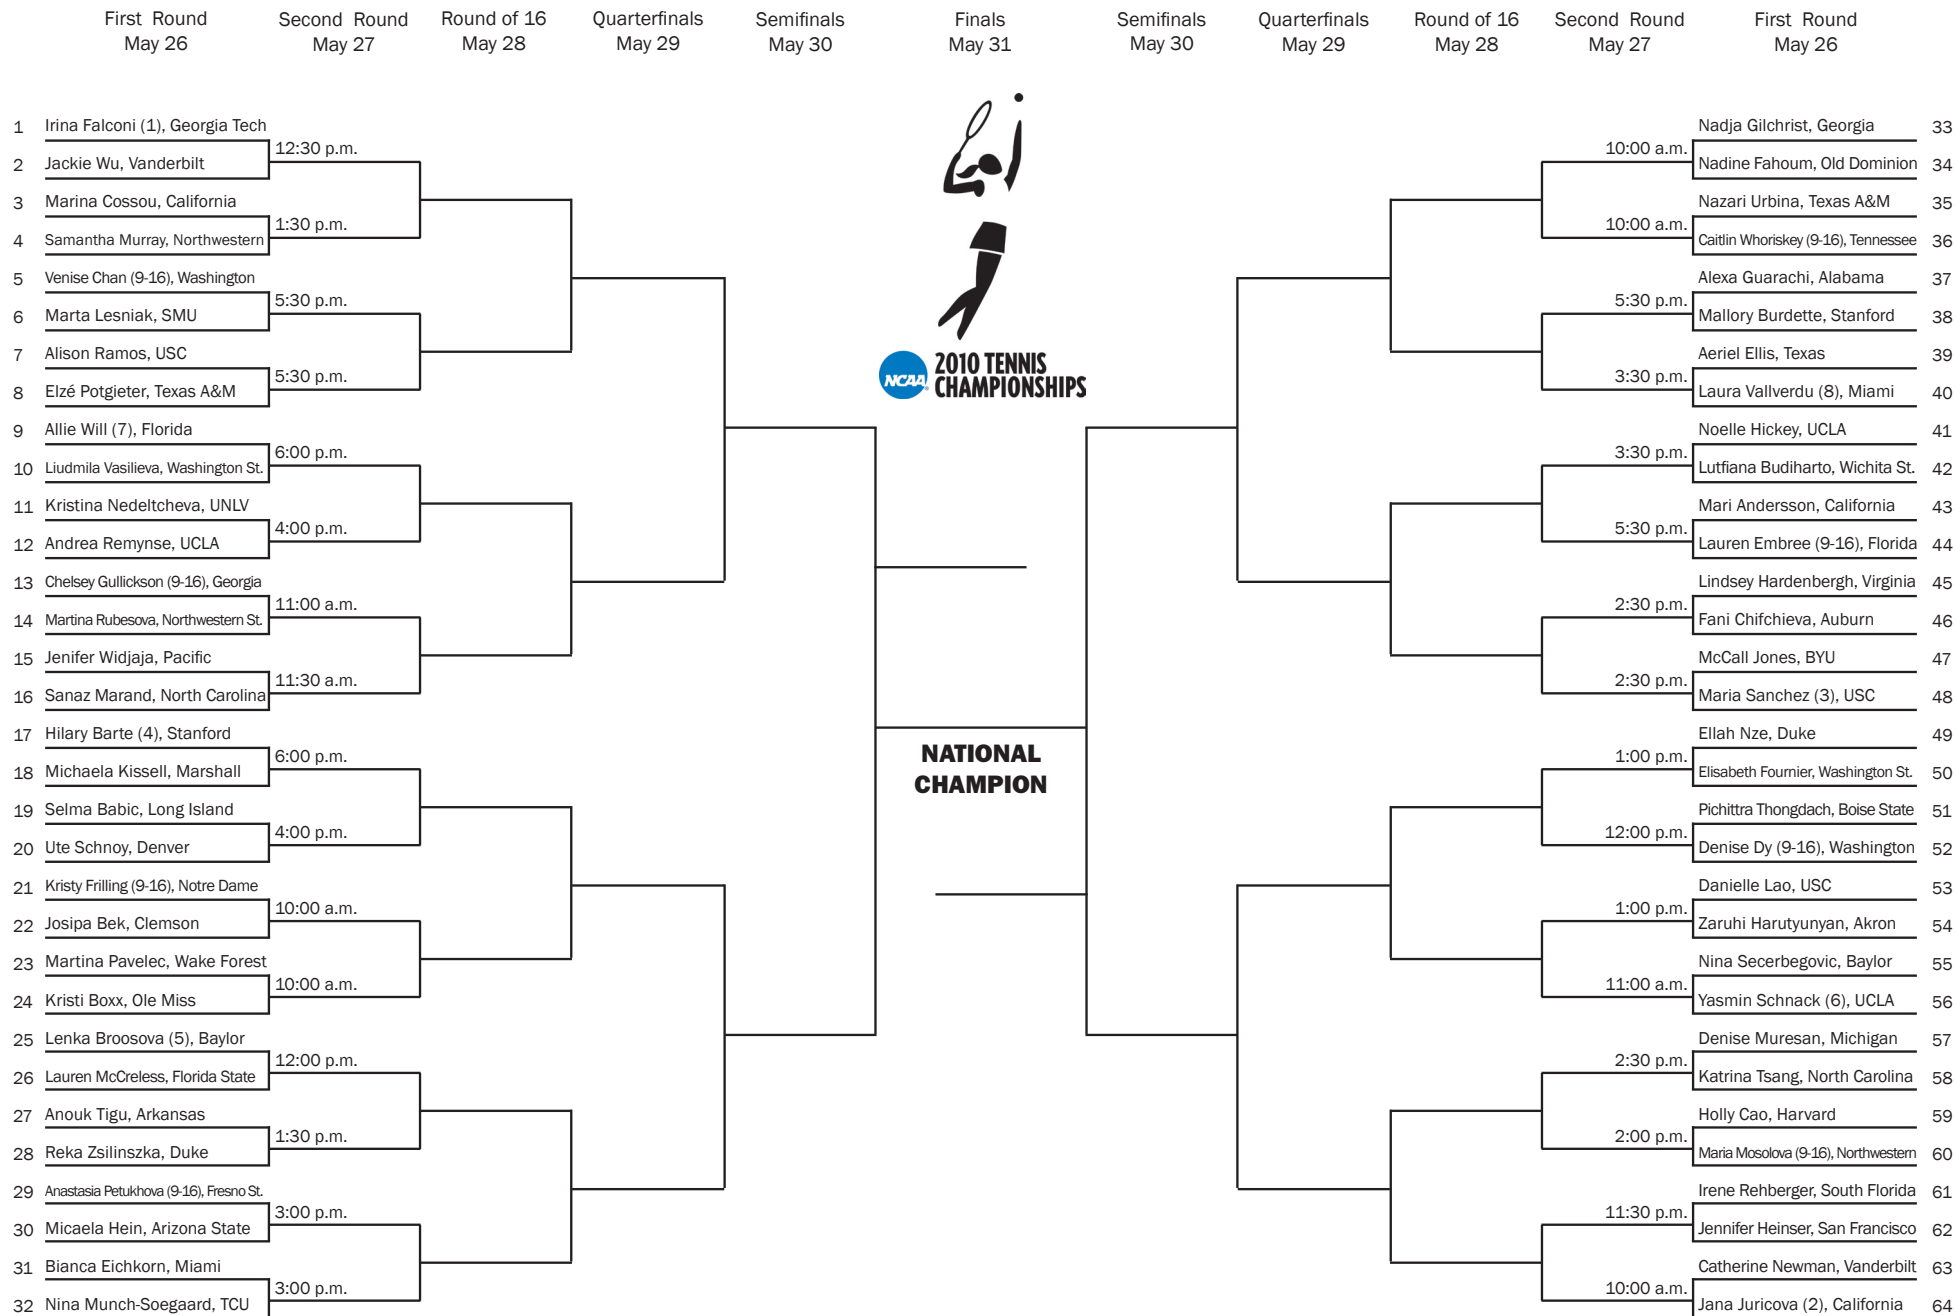 First Round Second Round Round of 16 Quarterfinals Semifinals Finals Semifinals Quarterfinals Round of 16 Second Round First Round
May 26 May 27 May 28 May 29 May 30 May 31 May 30 May 29 May 28 May 27 May 26
1 Irina Falconi (1), Georgia Tech
12:30 p.m.
2 Jackie Wu, Vanderbilt
3 Marina Cossou, California
1:30 p.m.
4 Samantha Murray, Northwestern
5 Venise Chan (9-16), Washington
5:30 p.m.
6 Marta Lesniak, SMU
7 Alison Ramos, USC
5:30 p.m.
8 Elzé Potgieter, Texas A&M
9 Allie Will (7), Florida
6:00 p.m.
10 Liudmila Vasilieva, Washington St.
11 Kristina Nedeltcheva, UNLV
4:00 p.m.
12 Andrea Remynse, UCLA
13 Chelsey Gullickson (9-16), Georgia
11:00 a.m.
14 Martina Rubesova, Northwestern St.
15 Jenifer Widjaja, Pacific
11:30 a.m.
16 Sanaz Marand, North Carolina
17 Hilary Barte (4), Stanford
6:00 p.m.
18 Michaela Kissell, Marshall
19 Selma Babic, Long Island
4:00 p.m.
20 Ute Schnoy, Denver
21 Kristy Frilling (9-16), Notre Dame
10:00 a.m.
22 Josipa Bek, Clemson
23 Martina Pavelec, Wake Forest
10:00 a.m.
24 Kristi Boxx, Ole Miss
25 Lenka Broosova (5), Baylor
12:00 p.m.
26 Lauren McCreless, Florida State
27 Anouk Tigu, Arkansas
1:30 p.m.
28 Reka Zsilinszka, Duke
29 Anastasia Petukhova (9-16), Fresno St.
3:00 p.m.
30 Micaela Hein, Arizona State
31 Bianca Eichkorn, Miami
3:00 p.m.
32 Nina Munch-Soegaard, TCU
NCAA
2010 TENNIS
CHAMPIONSHIPS
NATIONAL
CHAMPION
Nadja Gilchrist, Georgia 33
10:00 a.m.
Nadine Fahoum, Old Dominion 34
Nazari Urbina, Texas A&M 35
10:00 a.m.
Caitlin Whoriskey (9-16), Tennessee 36
Alexa Guarachi, Alabama 37
5:30 p.m.
Mallory Burdette, Stanford 38
Aeriel Ellis, Texas 39
3:30 p.m.
Laura Vallverdu (8), Miami 40
Noelle Hickey, UCLA 41
3:30 p.m.
Lutfiana Budiharto, Wichita St. 42
Mari Andersson, California 43
5:30 p.m.
Lauren Embree (9-16), Florida 44
Lindsey Hardenbergh, Virginia 45
2:30 p.m.
Fani Chifchieva, Auburn 46
McCall Jones, BYU 47
2:30 p.m.
Maria Sanchez (3), USC 48
Ellah Nze, Duke 49
1:00 p.m.
Elisabeth Fournier, Washington St. 50
Pichittra Thongdach, Boise State 51
12:00 p.m.
Denise Dy (9-16), Washington 52
Danielle Lao, USC 53
1:00 p.m.
Zaruhi Harutyunyan, Akron 54
Nina Secerbegovic, Baylor 55
11:00 a.m.
Yasmin Schnack (6), UCLA 56
Denise Muresan, Michigan 57
2:30 p.m.
Katrina Tsang, North Carolina 58
Holly Cao, Harvard 59
2:00 p.m.
Maria Mosolova (9-16), Northwestern 60
Irene Rehberger, South Florida 61
11:30 p.m.
Jennifer Heinser, San Francisco 62
Catherine Newman, Vanderbilt 63
10:00 a.m.
Jana Juricova (2), California 64